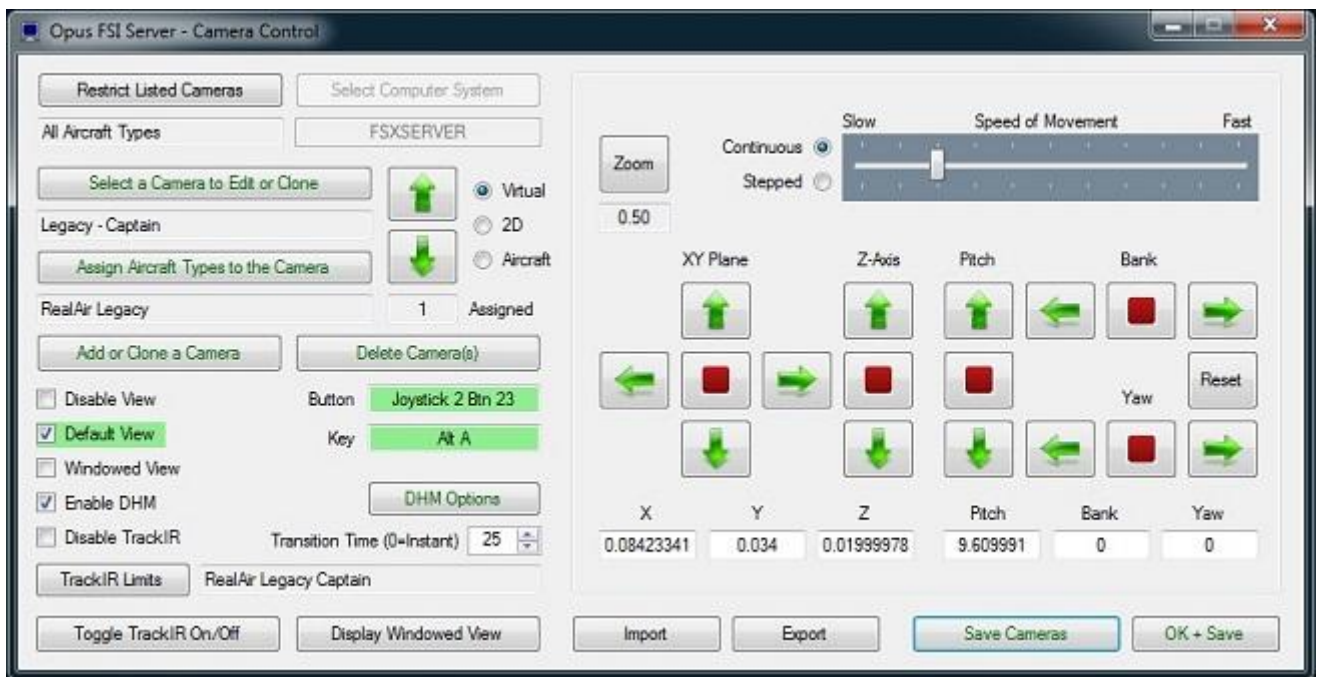 Opus FSI Server - Camera Control
Restrict Listed Cameras
Select Computer System
All Aircraft Types
FSXSERVER
Select a Camera to Edit or Clone
Virtual
Legacy - Captain
2D
Assign Aircraft Types to the Camera
Aircraft
RealAir Legacy
1 Assigned
Add or Clone a Camera
Delete Camera(s)
Disable View
Button Joystick 2 Btn 23
Default View
Key Alt A
Windowed View
Enable DHM
DHM Options
Disable TrackIR
Transition Time (0=Instant) 25
TrackIR Limits
RealAir Legacy Captain
Toggle TrackIR On/Off
Display Windowed View
Slow Speed of Movement Fast
Zoom
Continuous
Stepped
0.50
XY Plane Z-Axis Pitch Bank
Reset
Yaw
X Y Z Pitch Bank Yaw
0.08423341 0.034 0.01999978 9.609991 0 0
Import
Export
Save Cameras
OK + Save